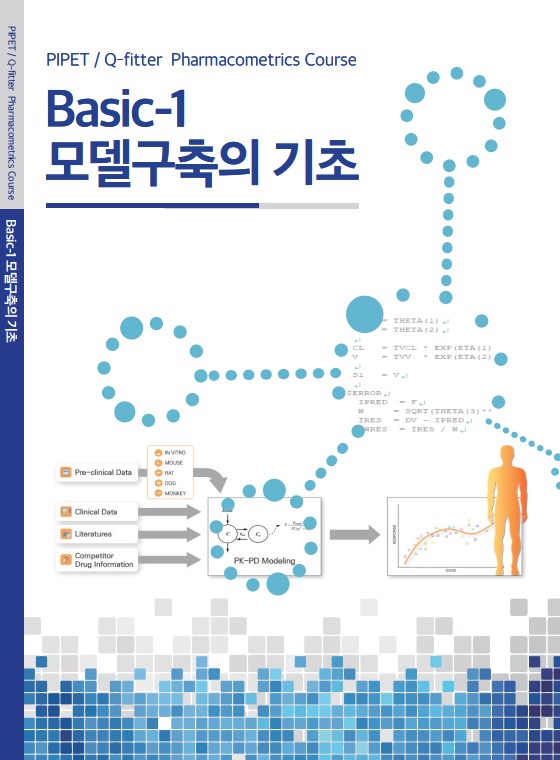 PIPET / Q-fitter Pharmacometrics Course
Basic-1 모델구축의 기초
PIPET / Q-fitter Pharmacometrics Course
Basic-1
모델구축의 기초
= THETA(1)
= THETA(2)
CL = TVCL * EXP(ETA(1)
V = TVV * EXP(ETA(2)
S1 = V
$ERROR
IPRED = F
W = SQRT(THETA(3)**
IRES = DV - IPRED
WRES = IRES / W
Pre-clinical Data
IN VITRO
MOUSE
RAT
DOG
MONKEY
Clinical Data
Literatures
Competitor
Drug Information
PK-PD Modeling
RESPONSE
DOSE